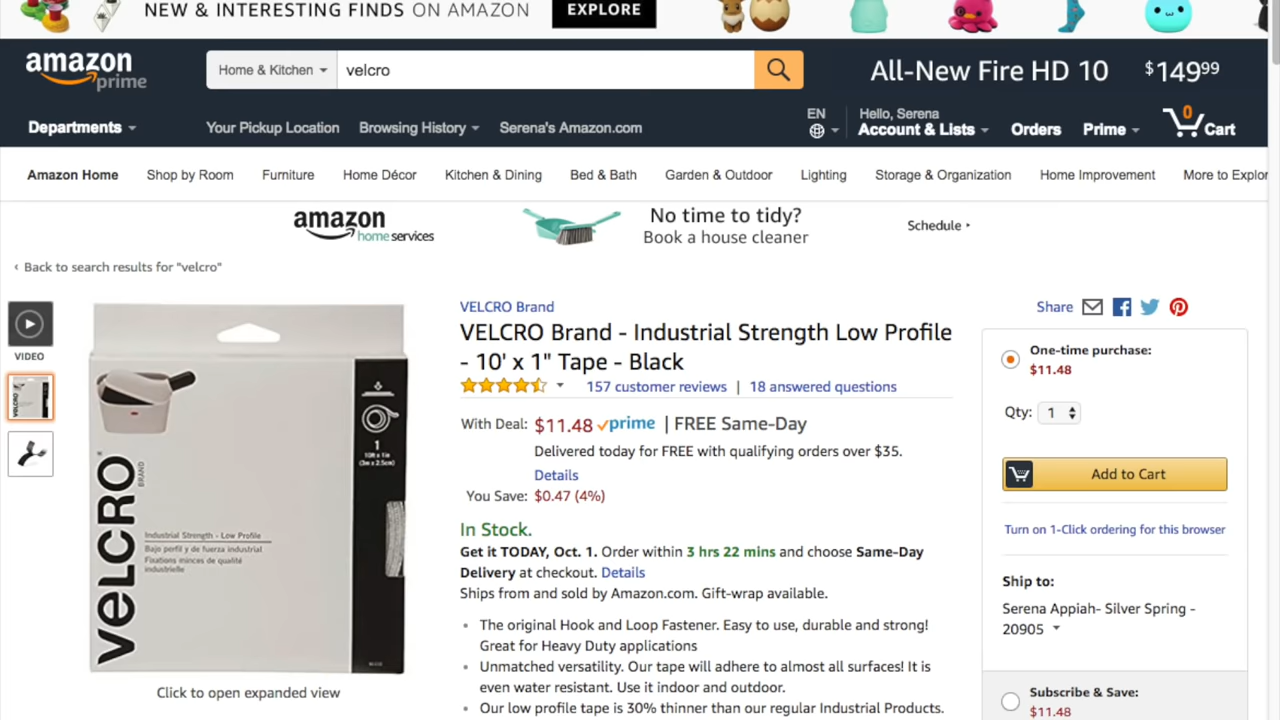 NEW & INTERESTING FINDS ON AMAZON
EXPLORE
amazon
prime
Home & Kitchen
velcro
All-New Fire HD 10 $149⁹⁹
Departments
Your Pickup Location
Browsing History
Serena's Amazon.com
EN
Hello, Serena
Account & Lists
Orders
Prime
0
Cart
Amazon Home
Shop by Room
Furniture
Home Décor
Kitchen & Dining
Bed & Bath
Garden & Outdoor
Lighting
Storage & Organization
Home Improvement
More to Explor
amazon
home services
No time to tidy?
Book a house cleaner
Schedule ▸
‹ Back to search results for "velcro"
VIDEO
VELCRO
BRAND
Industrial Strength - Low Profile
Bajo perfil y de fuerza industrial
Fixations minces de qualité
industrielle
1
10ft x 1in
(3m x 2.5cm)
Click to open expanded view
VELCRO Brand
VELCRO Brand - Industrial Strength Low Profile
- 10' x 1" Tape - Black
157 customer reviews | 18 answered questions
With Deal: $11.48 prime | FREE Same-Day
Delivered today for FREE with qualifying orders over $35.
Details
You Save: $0.47 (4%)
In Stock.
Get it TODAY, Oct. 1. Order within 3 hrs 22 mins and choose Same-Day
Delivery at checkout. Details
Ships from and sold by Amazon.com. Gift-wrap available.
• The original Hook and Loop Fastener. Easy to use, durable and strong!
Great for Heavy Duty applications
• Unmatched versatility. Our tape will adhere to almost all surfaces! It is
even water resistant. Use it indoor and outdoor.
• Our low profile tape is 30% thinner than our regular Industrial Products.
Share
One-time purchase:
$11.48
Qty: 1
Add to Cart
Turn on 1-Click ordering for this browser
Ship to:
Serena Appiah- Silver Spring -
20905
Subscribe & Save:
$11.48